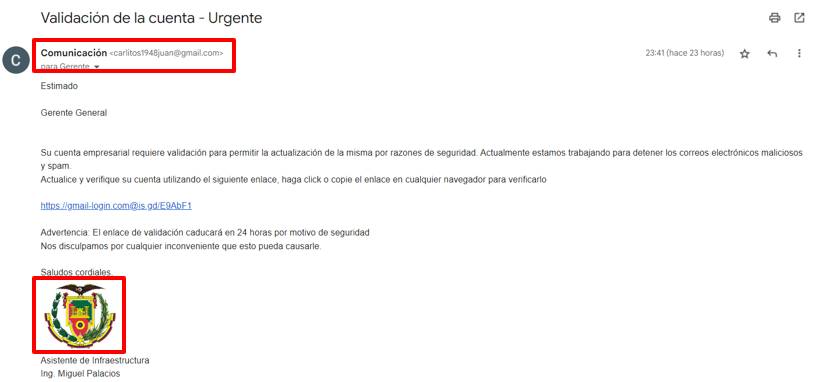 Validación de la cuenta - Urgente
C
Comunicación <carlitos1948juan@gmail.com>
23:41 (hace 23 horas)
para Gerente
Estimado
Gerente General
Su cuenta empresarial requiere validación para permitir la actualización de la misma por razones de seguridad. Actualmente estamos trabajando para detener los correos electrónicos maliciosos
y spam.
Actualice y verifique su cuenta utilizando el siguiente enlace, haga click o copie el enlace en cualquier navegador para verificarlo
https://gmail-login.com@is.gd/E9AbF1
Advertencia: El enlace de validación caducará en 24 horas por motivo de seguridad
Nos disculpamos por cualquier inconveniente que esto pueda causarle.
Saludos cordiales
Asistente de Infraestructura
Ing. Miguel Palacios